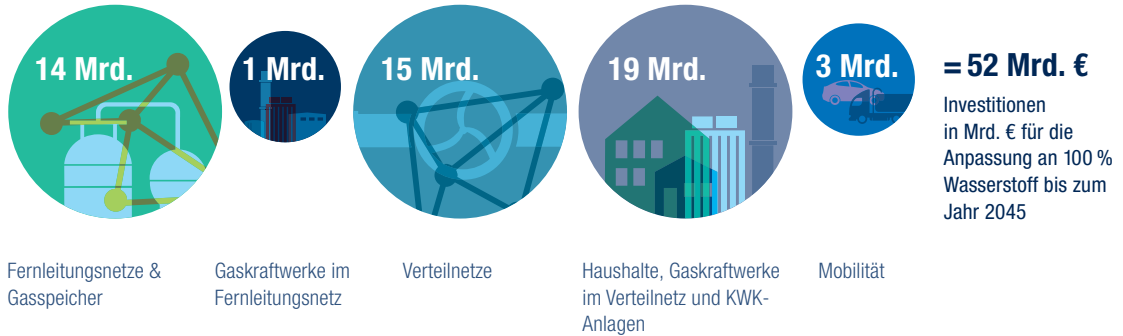 14 Mrd.
1 Mrd.
15 Mrd.
19 Mrd.
3 Mrd.
= 52 Mrd. €
Investitionen
in Mrd. € für die
Anpassung an 100 %
Wasserstoff bis zum
Jahr 2045
Fernleitungsnetze &
Gasspeicher
Gaskraftwerke im
Fernleitungsnetz
Verteilnetze
Haushalte, Gaskraftwerke
im Verteilnetz und KWK-
Anlagen
Mobilität